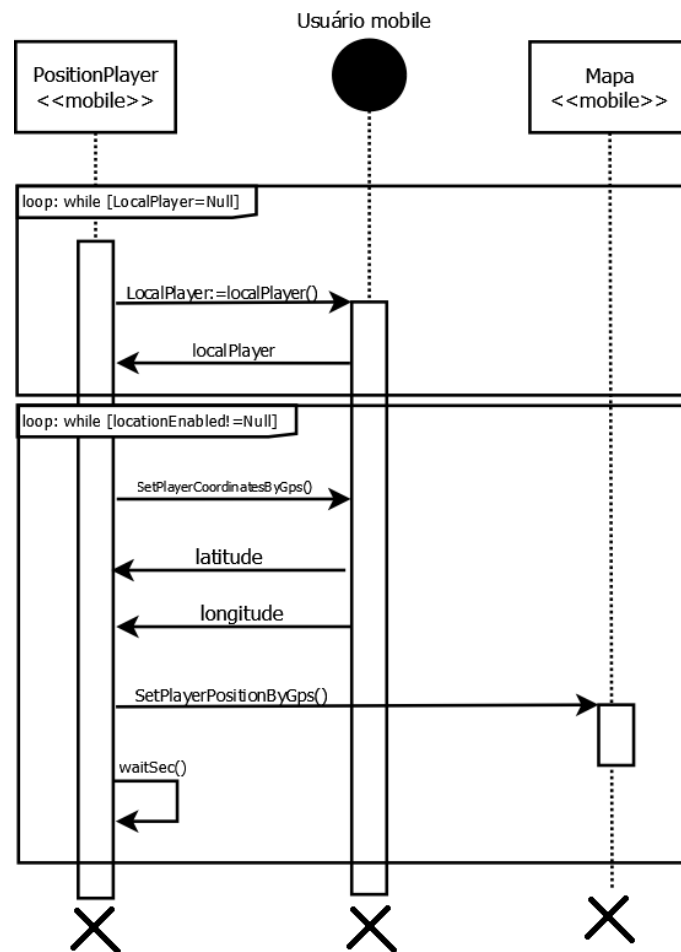 Usuário mobile
PositionPlayer
<<mobile>>
Mapa
<<mobile>>
loop: while [LocalPlayer=Null]
LocalPlayer:=localPlayer()
localPlayer
loop: while [locationEnabled!=Null]
SetPlayerCoordinatesByGps()
latitude
longitude
SetPlayerPositionByGps()
waitSec()